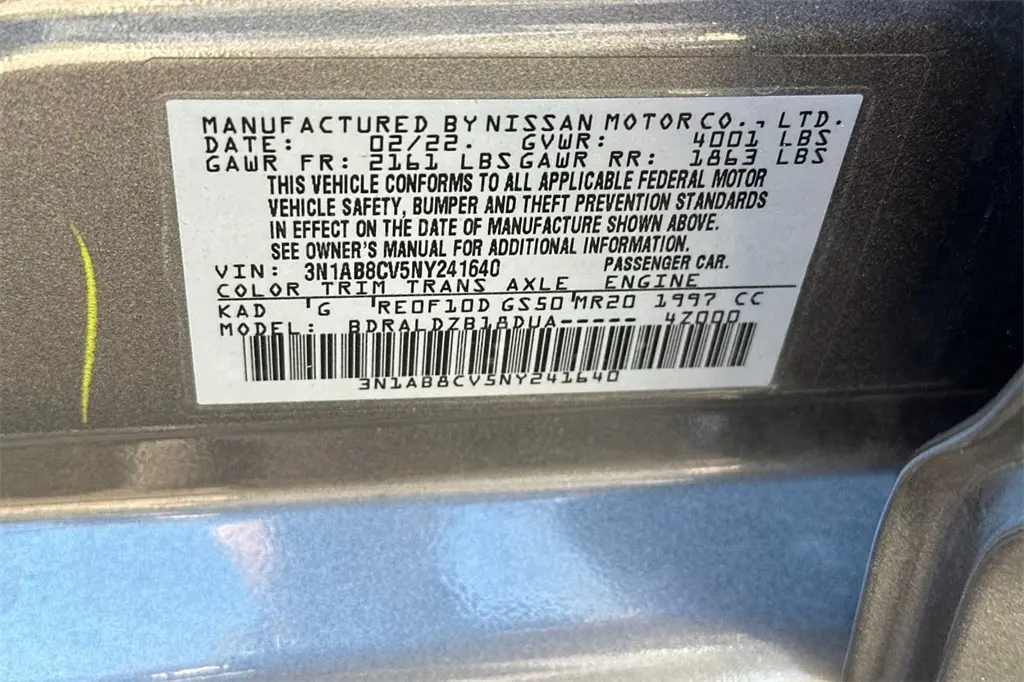 MANUFACTURED BY NISSAN MOTOR CO., LTD.
DATE: 02/22. GVWR: 4001 LBS
GAWR FR: 2161 LBS GAWR RR: 1863 LBS
THIS VEHICLE CONFORMS TO ALL APPLICABLE FEDERAL MOTOR
VEHICLE SAFETY, BUMPER AND THEFT PREVENTION STANDARDS
IN EFFECT ON THE DATE OF MANUFACTURE SHOWN ABOVE.
SEE OWNER'S MANUAL FOR ADDITIONAL INFORMATION.
VIN: 3N1AB8CV5NY241640 PASSENGER CAR.
COLOR TRIM TRANS AXLE ENGINE
KAD G RE0F10D GS50 MR20 1997 CC
MODEL: BDRALDZB18DUA----- 47000
3N1AB8CV5NY241640